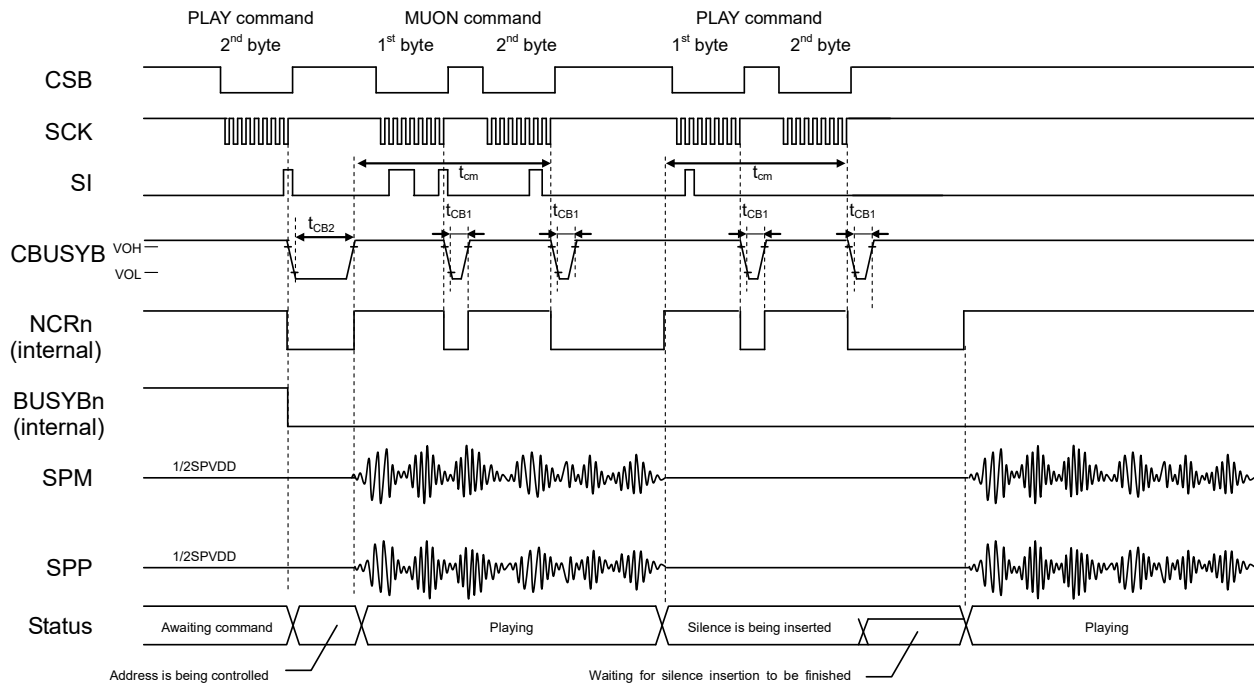 PLAY command MUON command PLAY command
2nd byte 1st byte 2nd byte 1st byte 2nd byte
CSB
SCK
tcm tcm
SI
tCB2 tCB1 tCB1 tCB1 tCB1
VOH
CBUSYB
VOL
NCRn
(internal)
BUSYBn
(internal)
1/2SPVDD
SPM
1/2SPVDD
SPP
Status Awaiting command Playing Silence is being inserted Playing
Address is being controlled Waiting for silence insertion to be finished